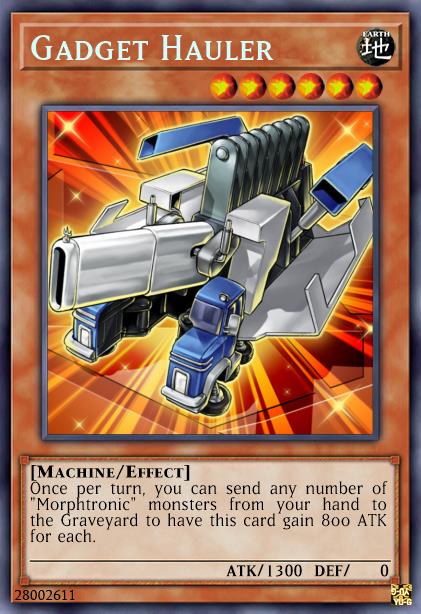 GADGET HAULER
EARTH
地
[MACHINE/EFFECT]
Once per turn, you can send any number of
"Morphtronic" monsters from your hand to
the Graveyard to have this card gain 800 ATK
for each.
ATK/1300 DEF/ 0
28002611